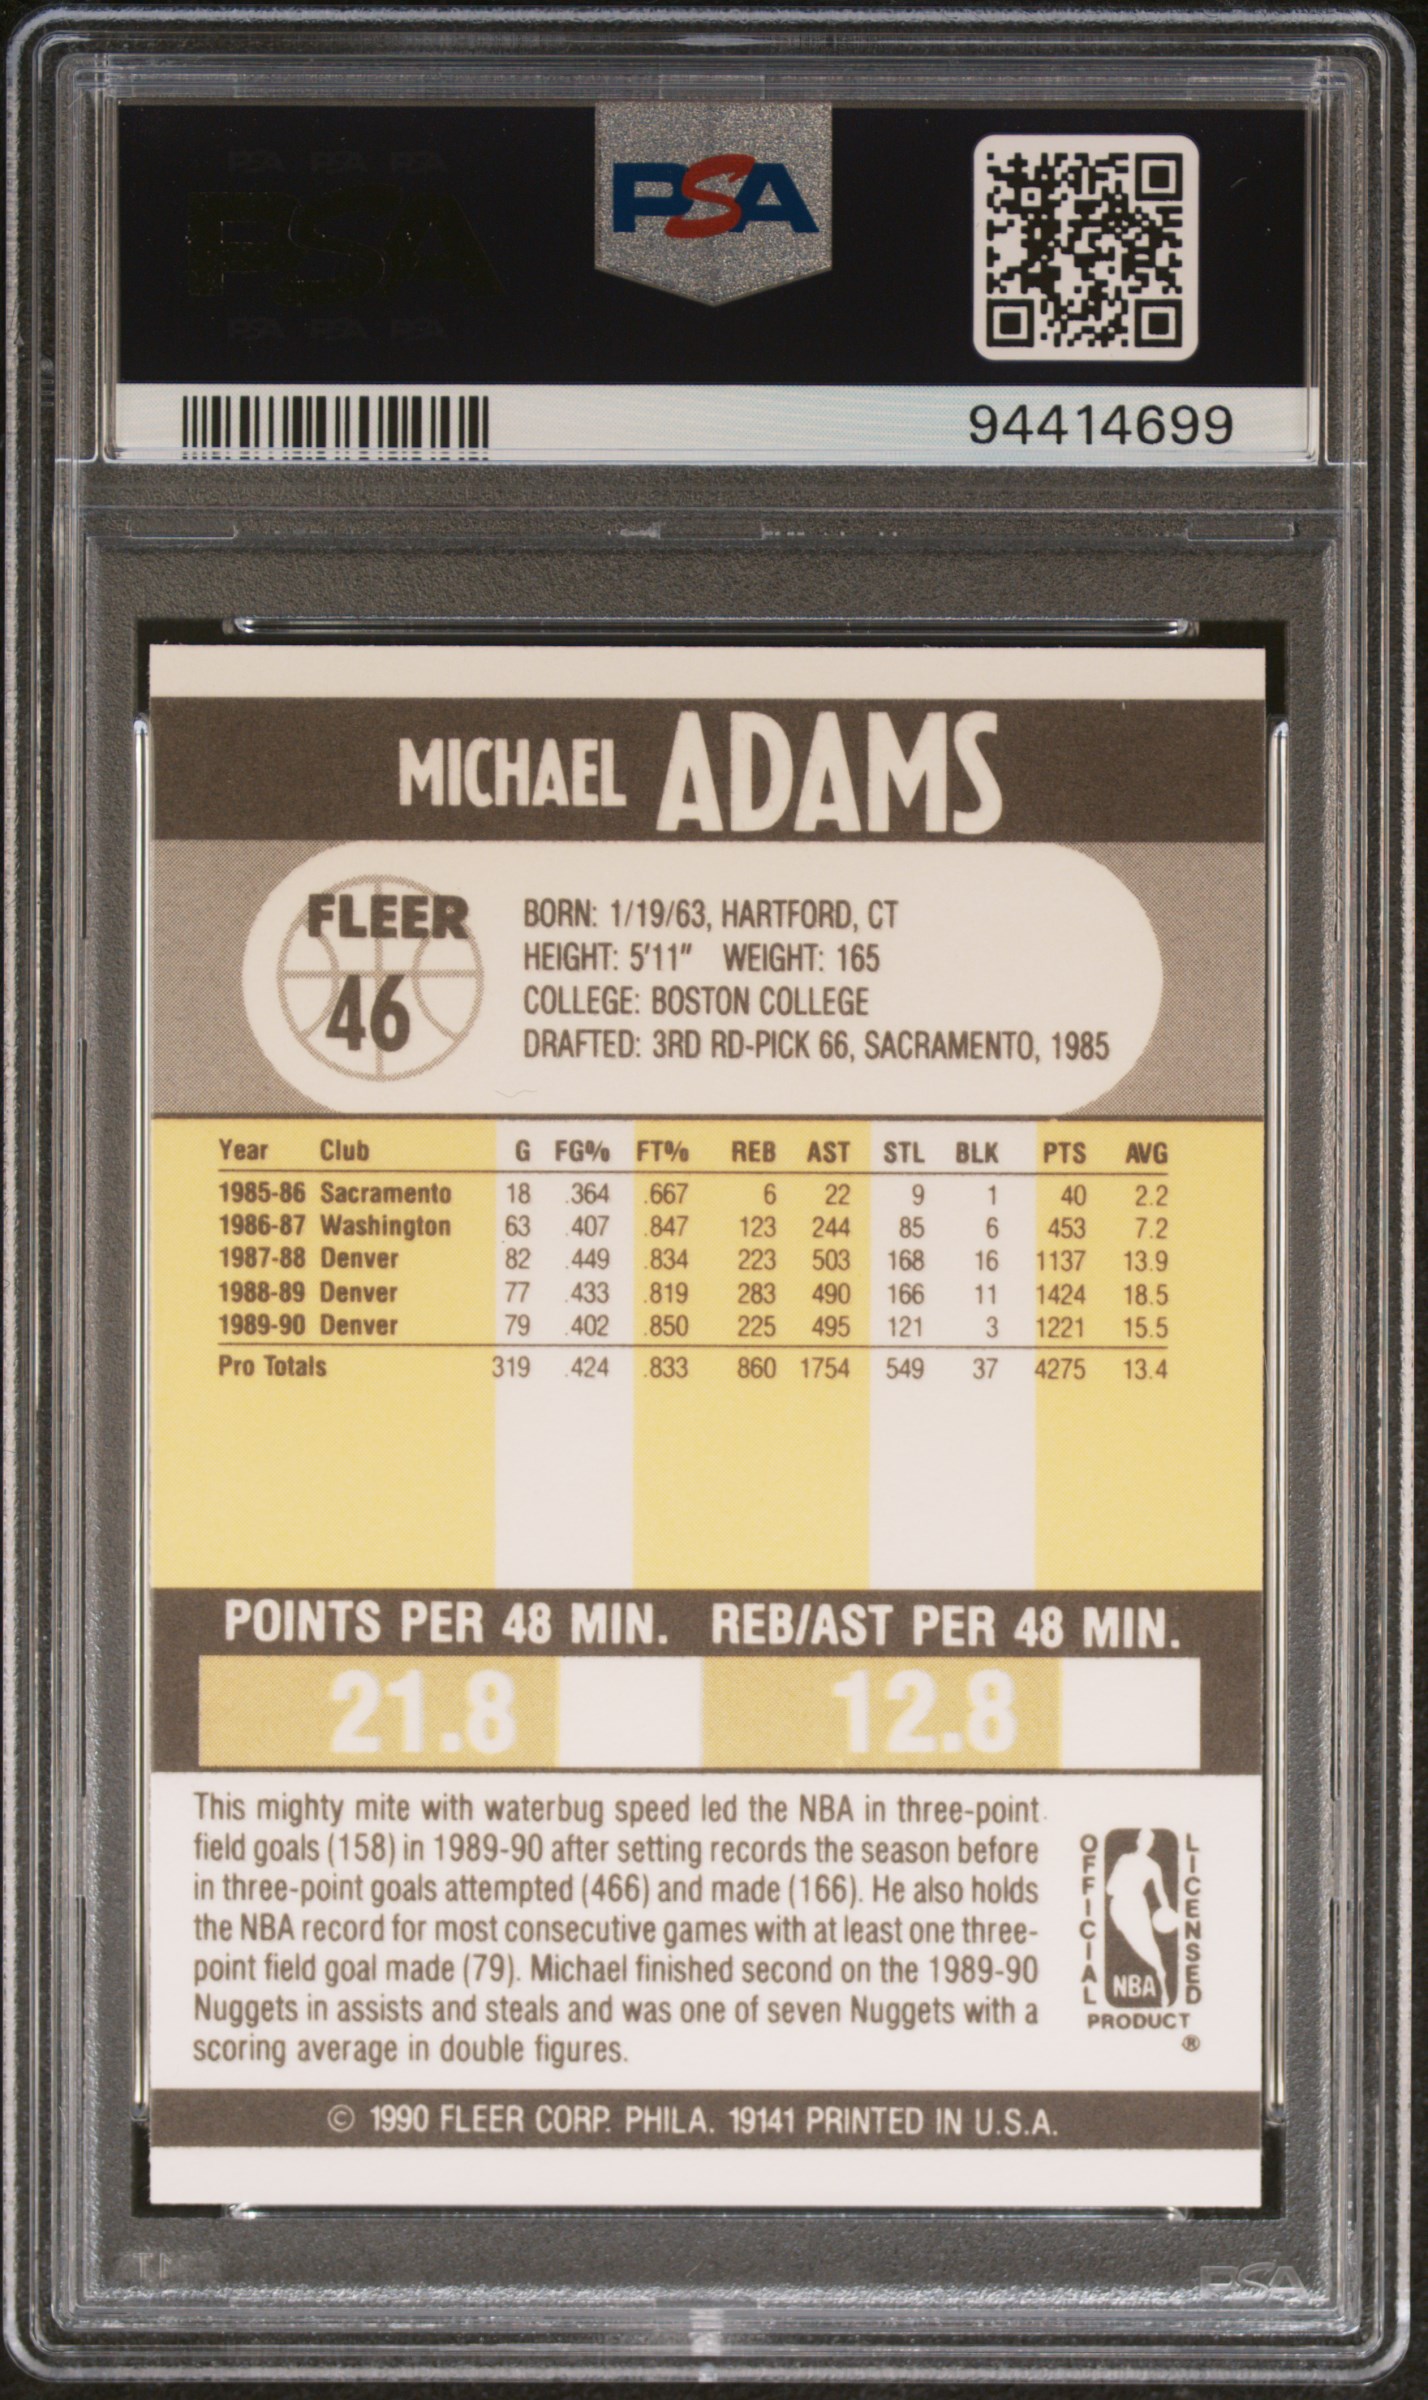 PSA PSA PSA
PSA
PSA PSA PSA
PSA
94414699
MICHAEL ADAMS
FLEER
46
BORN: 1/19/63, HARTFORD, CT
HEIGHT: 5'11" WEIGHT: 165
COLLEGE: BOSTON COLLEGE
DRAFTED: 3RD RD-PICK 66, SACRAMENTO, 1985
Year Club G FG% FT% REB AST STL BLK PTS AVG
1985-86 Sacramento 18 .364 .667 6 22 9 1 40 2.2
1986-87 Washington 63 .407 .847 123 244 85 6 453 7.2
1987-88 Denver 82 .449 .834 223 503 168 16 1137 13.9
1988-89 Denver 77 .433 .819 283 490 166 11 1424 18.5
1989-90 Denver 79 .402 .850 225 495 121 3 1221 15.5
Pro Totals 319 .424 .833 860 1754 549 37 4275 13.4
POINTS PER 48 MIN. REB/AST PER 48 MIN.
21.8 12.8
This mighty mite with waterbug speed led the NBA in three-point
field goals (158) in 1989-90 after setting records the season before
in three-point goals attempted (466) and made (166). He also holds
the NBA record for most consecutive games with at least one three-
point field goal made (79). Michael finished second on the 1989-90
Nuggets in assists and steals and was one of seven Nuggets with a
scoring average in double figures.
OFFICIAL LICENSED
NBA
PRODUCT
®
© 1990 FLEER CORP. PHILA. 19141 PRINTED IN U.S.A.
PSA